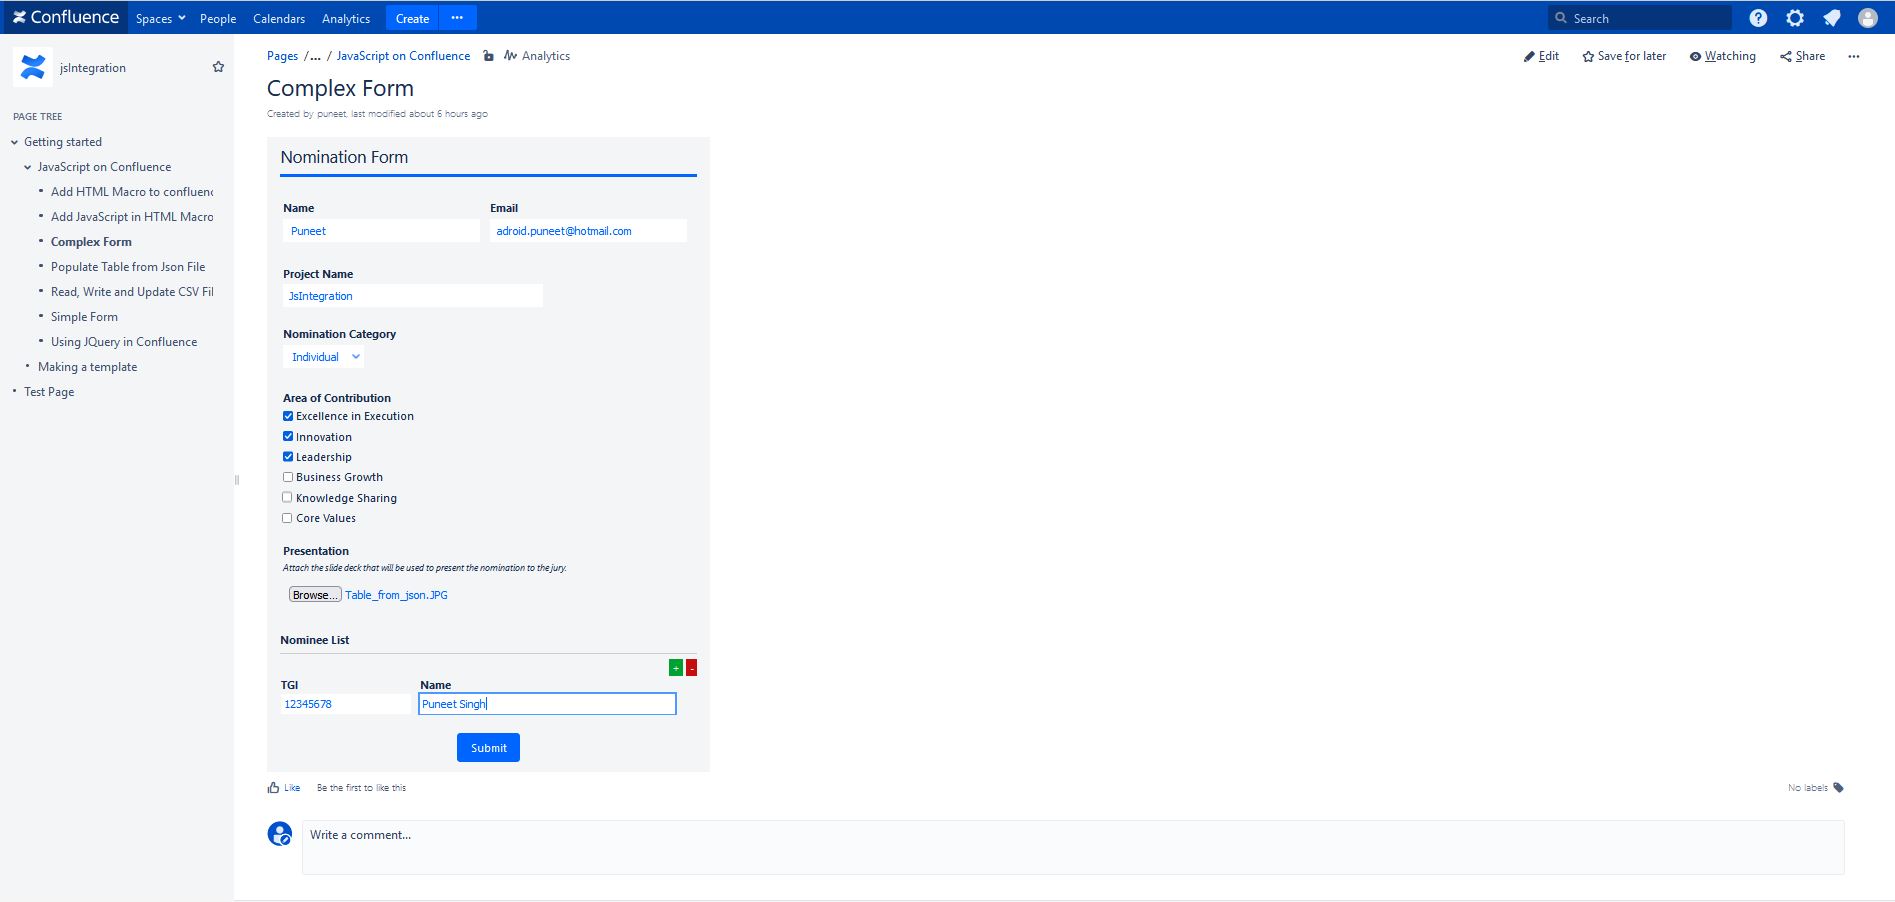 Confluence Spaces People Calendars Analytics Create ••• Search
jsIntegration
PAGE TREE
Getting started
JavaScript on Confluence
Add HTML Macro to confluenc
Add JavaScript in HTML Macro
Complex Form
Populate Table from Json File
Read, Write and Update CSV Fil
Simple Form
Using JQuery in Confluence
Making a template
Test Page
Pages /... / JavaScript on Confluence Analytics
Edit Save for later Watching Share •••
Complex Form
Created by puneet, last modified about 6 hours ago
Nomination Form
Name Email
Puneet adroid.puneet@hotmail.com
Project Name
JsIntegration
Nomination Category
Individual
Area of Contribution
Excellence in Execution
Innovation
Leadership
Business Growth
Knowledge Sharing
Core Values
Presentation
Attach the slide deck that will be used to present the nomination to the jury.
Browse... Table_from_json.JPG
Nominee List
+ -
TGI Name
12345678 Puneet Singh
Submit
Like Be the first to like this
No labels
Write a comment...